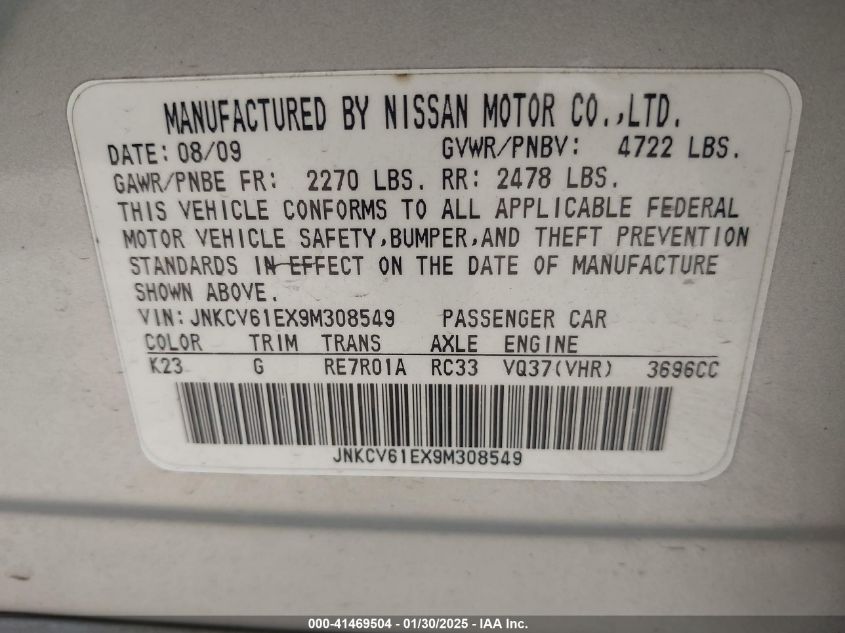 MANUFACTURED BY NISSAN MOTOR CO.,LTD.
DATE: 08/09 GVWR/PNBV: 4722 LBS.
GAWR/PNBE FR: 2270 LBS. RR: 2478 LBS.
THIS VEHICLE CONFORMS TO ALL APPLICABLE FEDERAL
MOTOR VEHICLE SAFETY,BUMPER,AND THEFT PREVENTION
STANDARDS IN EFFECT ON THE DATE OF MANUFACTURE
SHOWN ABOVE.
VIN:JNKCV61EX9M308549 PASSENGER CAR
COLOR TRIM TRANS AXLE ENGINE
K23 G RE7R01A RC33 VQ37(VHR) 3696CC
JNKCV61EX9M308549
000-41469504 - 01/30/2025 - IAA Inc.